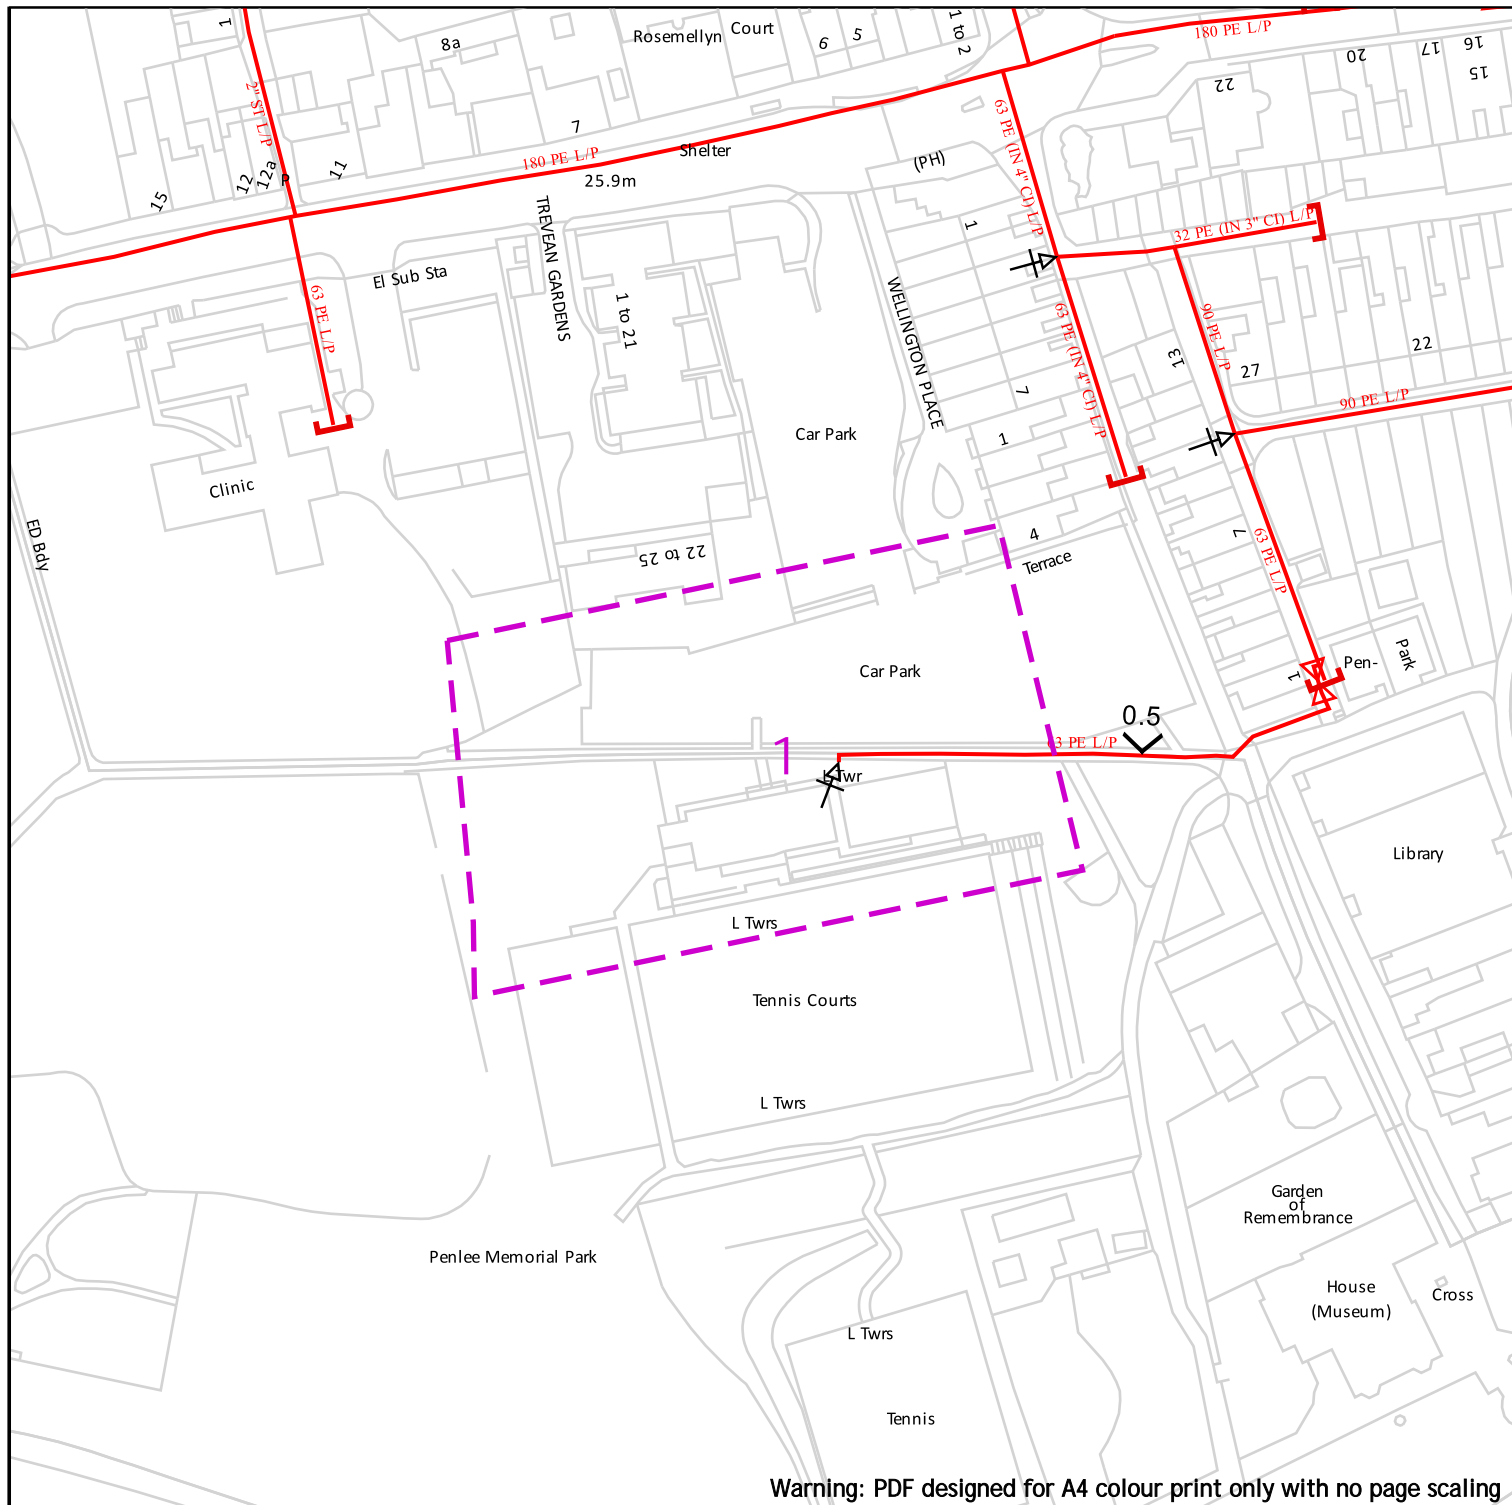 1
8a
Rosemellyn Court
6
5
1 to 2
180 PE L/P
20
17
16
15
22
2" ST L/P
7
Shelter
180 PE L/P
25.9m
63 PE (IN 4" CI) L/P
(PH)
15
12
12a
P
11
TREVEAN GARDENS
1
32 PE (IN 3" CI) L/P
El Sub Sta
63 PE L/P
1 to 21
WELLINGTON PLACE
63 PE (IN 4" CI) L/P
13
90 PE L/P
22
27
7
90 PE L/P
Car Park
1
Clinic
ED Bdy
22 to 25
4
Terrace
7
63 PE L/P
Car Park
1
Pen-
Park
0.5
63 PE L/P
1
L Twr
Library
L Twrs
Tennis Courts
L Twrs
Garden
of
Remembrance
Penlee Memorial Park
House
(Museum)
Cross
L Twrs
Tennis
Warning: PDF designed for A4 colour print only with no page scaling